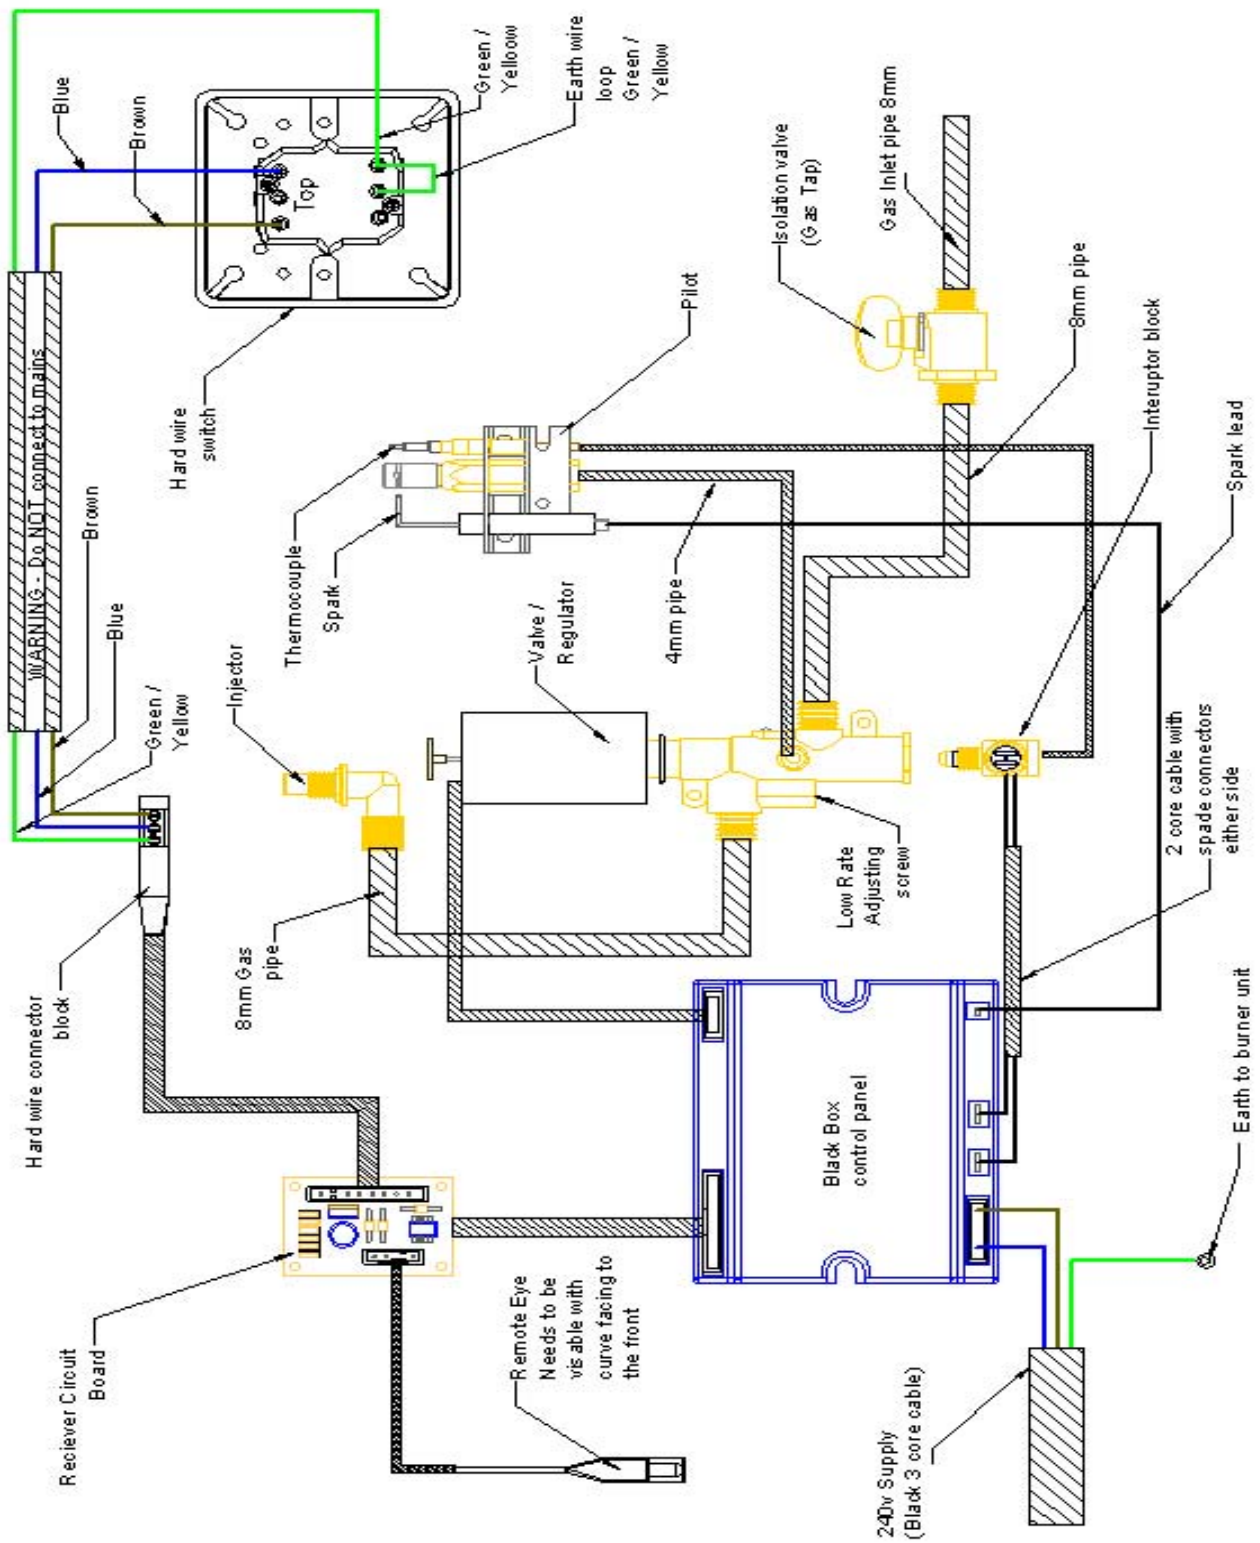 Reciever Circuit
Board
Hard wire connector
block
WARNING - Do NOT connect to mains
Green /
Yellow
Blue
Brown
Hard wire
switch
Brown
Blue
Top
Green /
Yelloow
Earth wire
loop
Green /
Yellow
Remote Eye
Needs to be
visable with
curve facing to
the front
8mm Gas
pipe
Injector
Thermocouple
Spark
Valve /
Regulator
4mm pipe
Pilot
Isolation valve
(Gas Tap)
Gas Inlet pipe 8mm
8mm pipe
Interuptor block
Low Rate
Adjusting
screw
Black Box
control panel
240v Supply
(Black 3 core cable)
2 core cable with
spade connectors
either side
Spark lead
Earth to burner unit